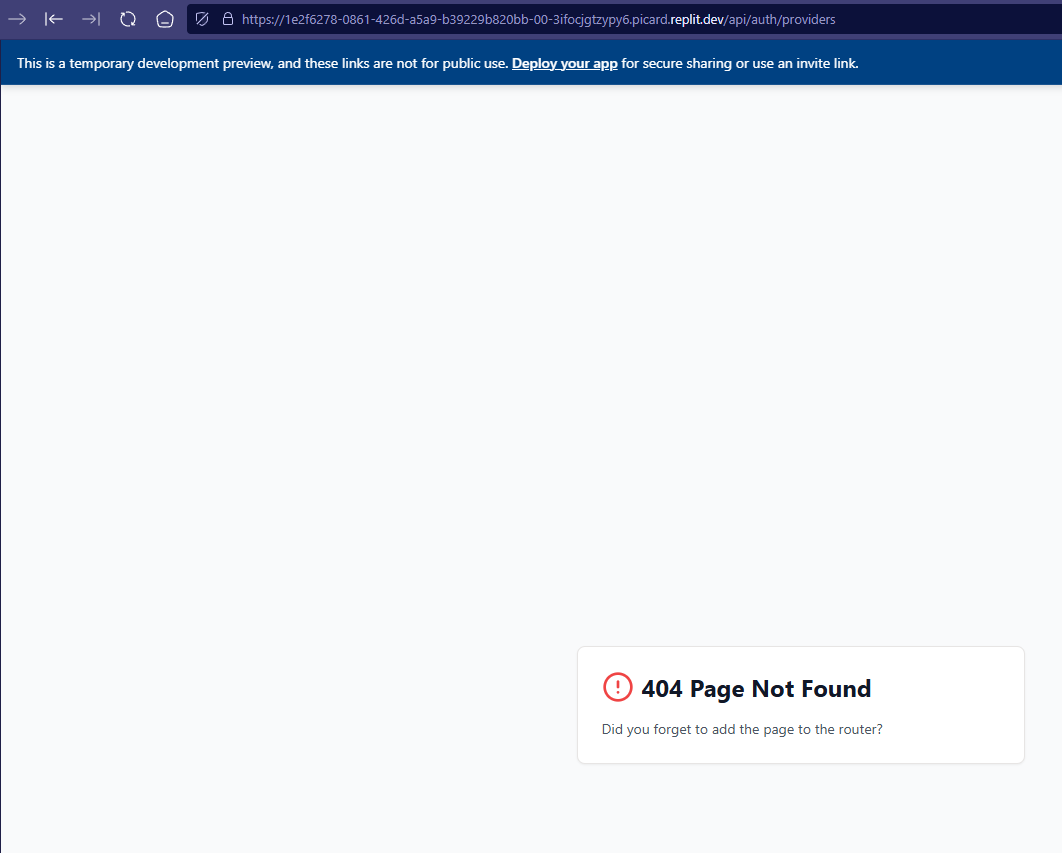 https://1e2f6278-0861-426d-a5a9-b39229b820bb-00-3ifocjgtzypy6.picard.replit.dev/api/auth/providers
This is a temporary development preview, and these links are not for public use. Deploy your app for secure sharing or use an invite link.
404 Page Not Found
Did you forget to add the page to the router?